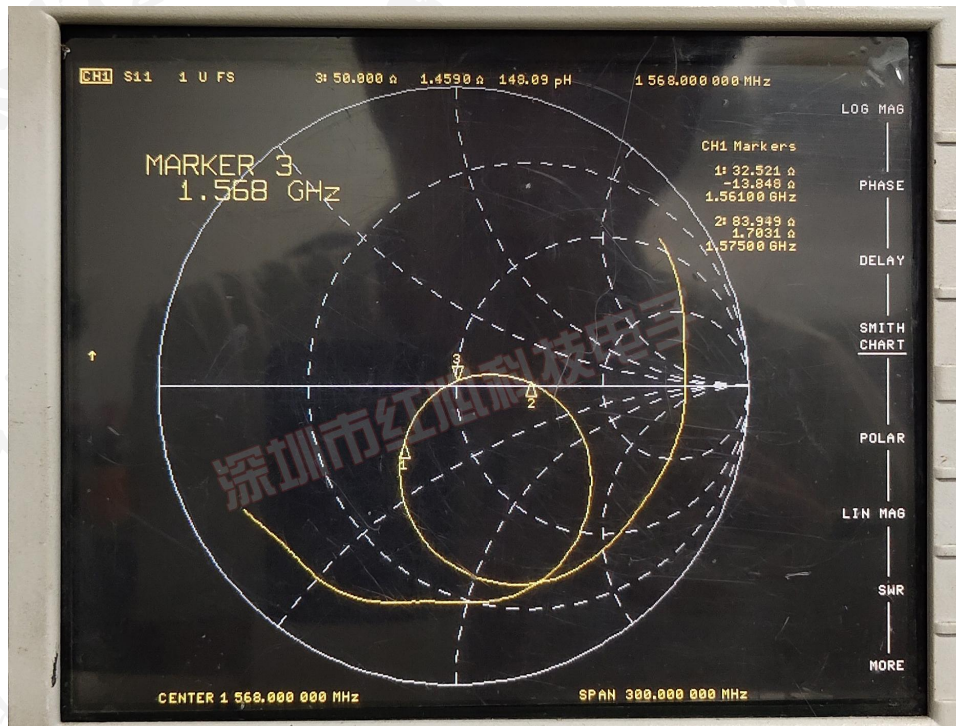 CH1 S11 1 U FS 3: 50.000 Ω 1.4590 Ω 148.09 pH 1 568.000 000 MHz
LOG MAG
MARKER 3
1.568 GHz
CH1 Markers
1: 32.521 Ω
-13.848 Ω
1.56100 GHz
2: 83.949 Ω
1.7031 Ω
1.57500 GHz
PHASE
DELAY
SMITH
CHART
↑
3
2
1
深圳市红旭科技电子
POLAR
LIN MAG
SWR
MORE
CENTER 1 568.000 000 MHz SPAN 300.000 000 MHz